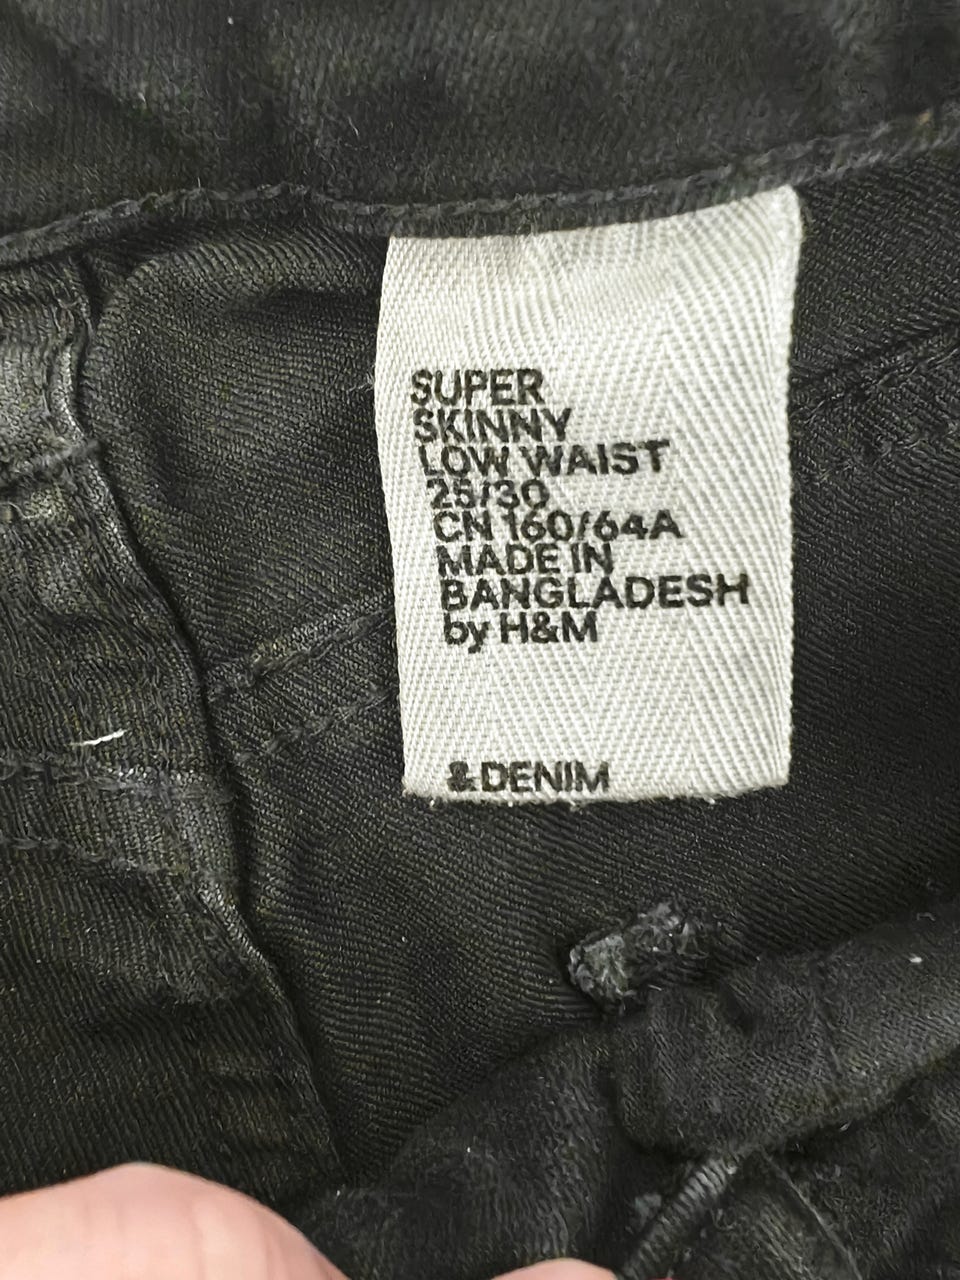 SUPER
SKINNY
LOW WAIST
25/30
CN 160/64A
MADE IN
BANGLADESH
by H&M
& DENIM